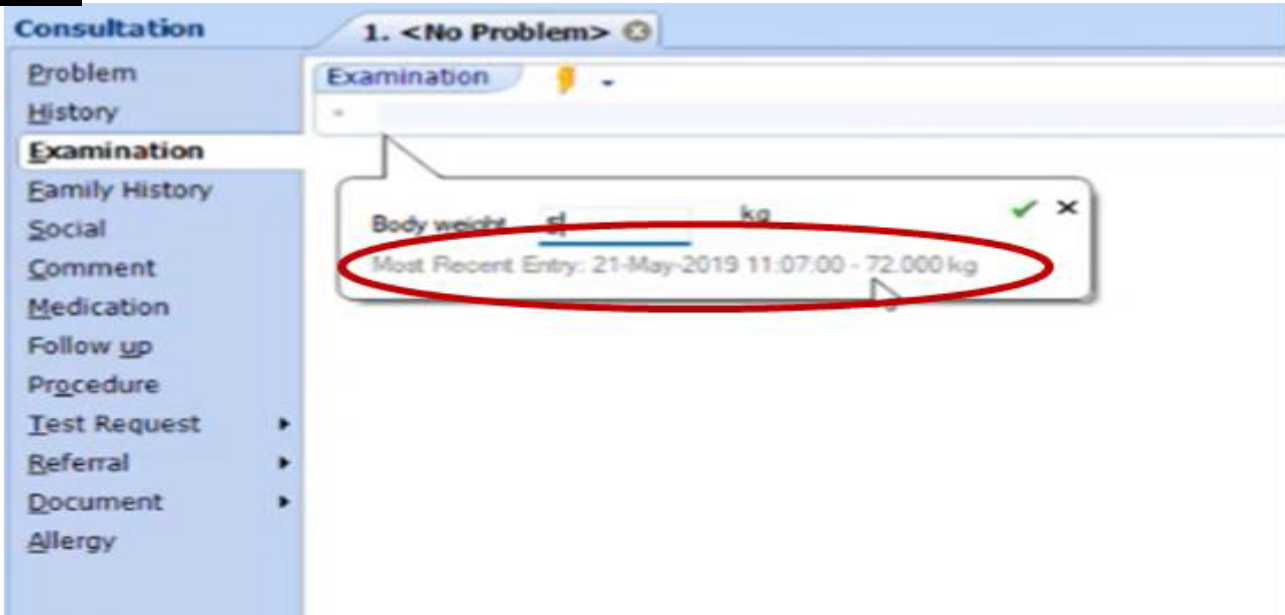 Consultation
1. <No Problem>
Problem
History
Examination
Family History
Social
Comment
Medication
Follow up
Procedure
Test Request
Referral
Document
Allergy
Examination
Body weight kg
Most Recent Entry: 21-May-2019 11:07:00 - 72.000 kg